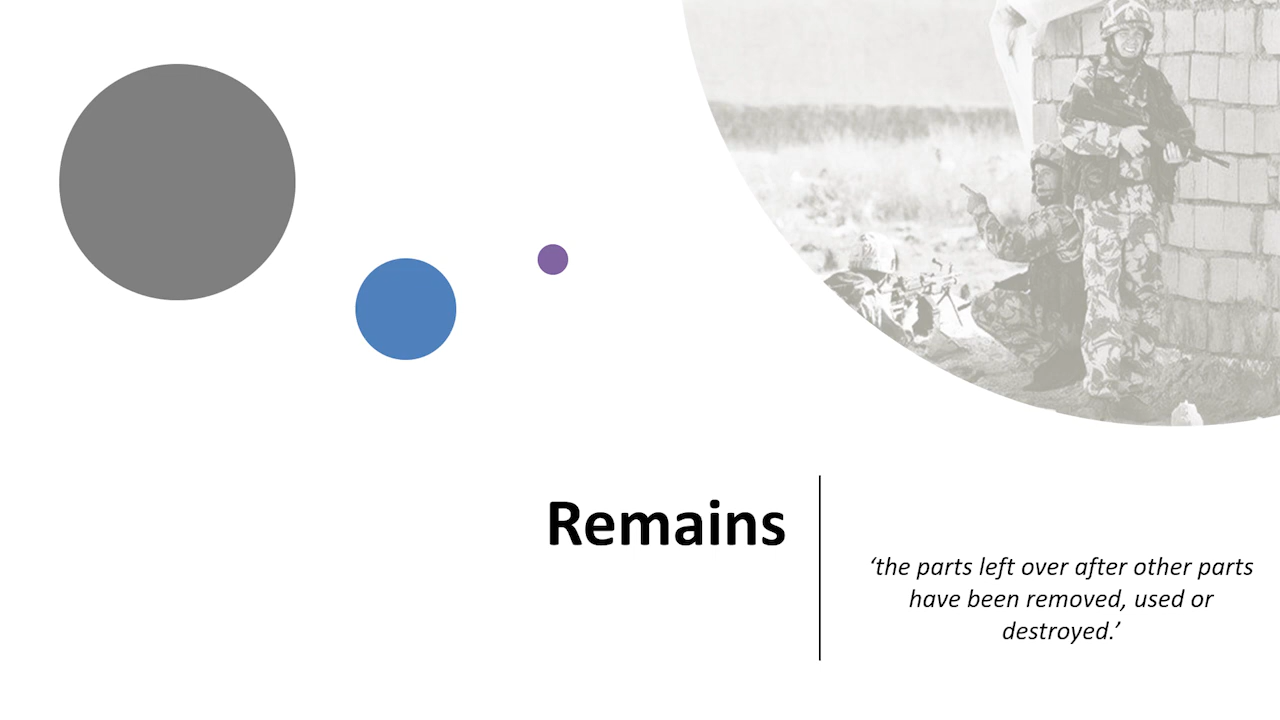 Remains
‘the parts left over after other parts
have been removed, used or
destroyed.’